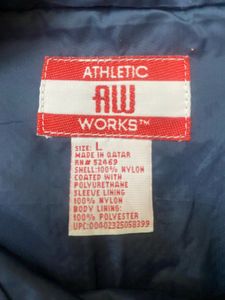 ATHLETIC
AW
WORKS™
SIZE: L
MADE IN QATAR
RN# 52469
SHELL:100% NYLON
COATED WITH
POLYURETHANE
SLEEVE LINING
100% NYLON
BODY LINING:
100% POLYESTER
UPC:00402325058399